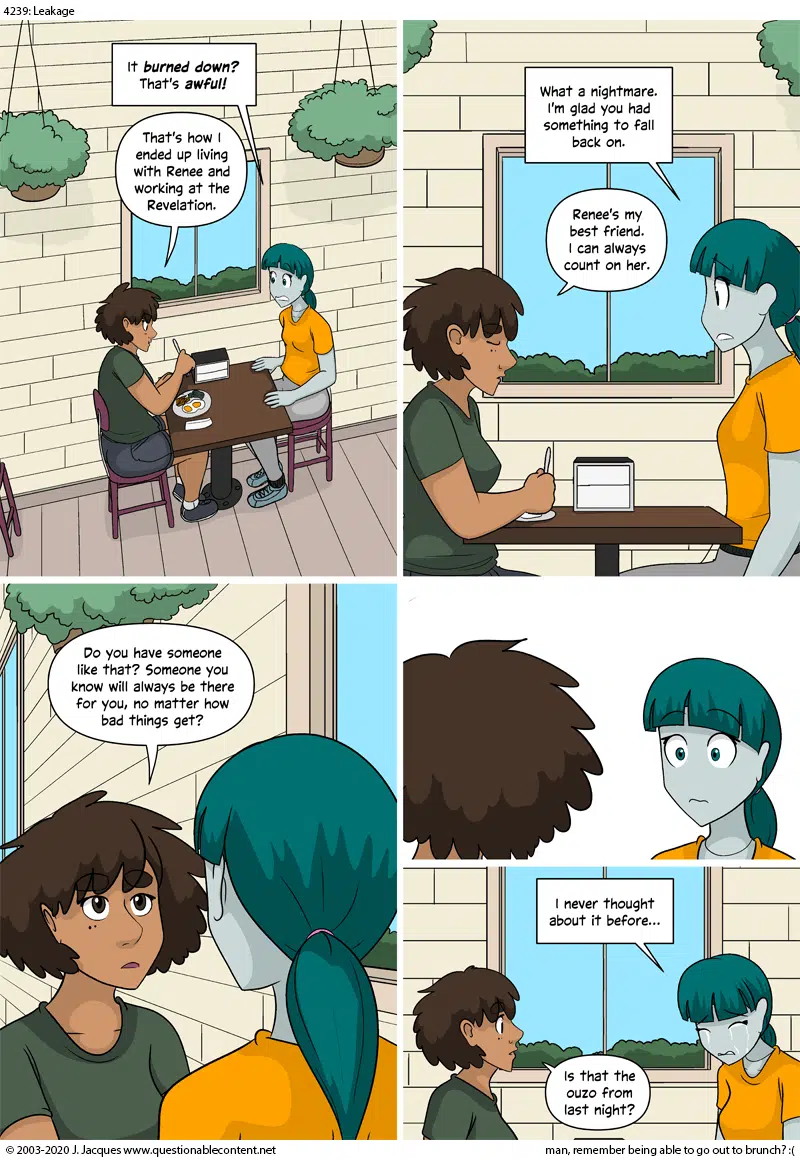 4239: Leakage
It burned down?
That's awful!
That's how I
ended up living
with Renee and
working at the
Revelation.
What a nightmare.
I'm glad you had
something to fall
back on.
Renee's my
best friend.
I can always
count on her.
Do you have someone
like that? Someone you
know will always be there
for you, no matter how
bad things get?
I never thought
about it before...
Is that the
ouzo from
last night?
© 2003-2020 J. Jacques www.questionablecontent.net
man, remember being able to go out to brunch? :(